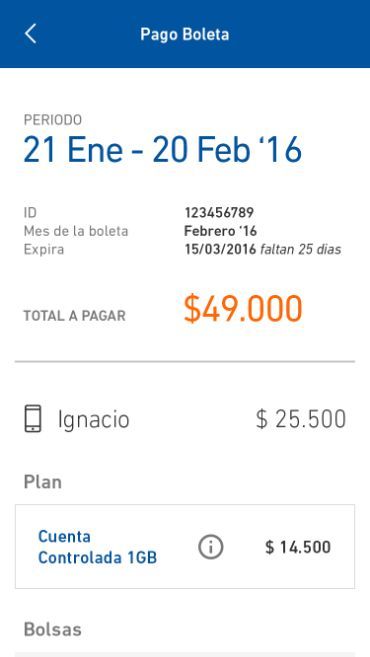 Pago Boleta
PERIODO
21 Ene - 20 Feb ‘16
ID 123456789
Mes de la boleta Febrero ‘16
Expira 15/03/2016 faltan 25 dias
TOTAL A PAGAR $49.000
Ignacio $ 25.500
Plan
Cuenta
Controlada 1GB $ 14.500
Bolsas